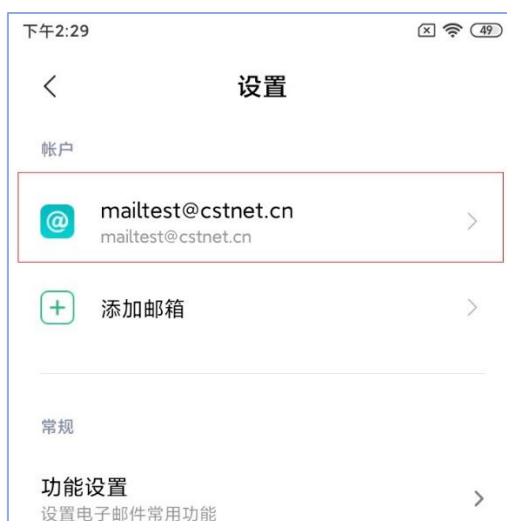 下午2:29
49
设置
帐户
@
mailtest@cstnet.cn
mailtest@cstnet.cn
添加邮箱
常规
功能设置
设置电子邮件常用功能